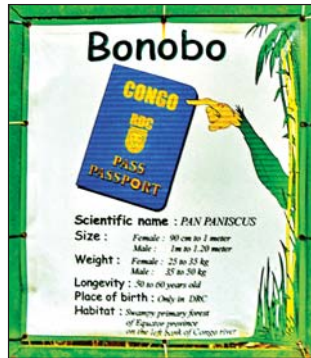 Bonobo
CONGO
RDC
PASS
PASSPORT
Scientific name : PAN PANISCUS
Size : Female : 90 cm to 1 meter
Male : 1m to 1.20 meter
Weight : Female : 25 to 35 kg
Male : 35 to 50 kg
Longevity : 50 to 60 years old
Place of birth : Only in DRC
Habitat : Swampy primary forest
of Equator province
on the left bank of Congo river